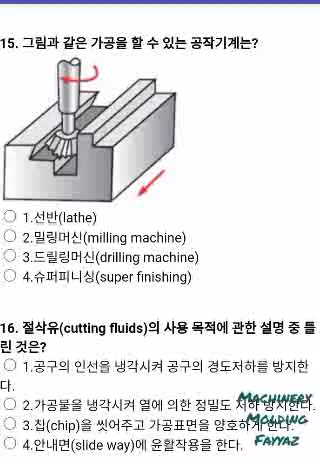 15. 그림과 같은 가공을 할 수 있는 공작기계는?
1.선반(lathe)
2.밀링머신(milling machine)
3.드릴링머신(drilling machine)
4.슈퍼피니싱(super finishing)
16. 절삭유(cutting fluids)의 사용 목적에 관한 설명 중 틀
린 것은?
1.공구의 인선을 냉각시켜 공구의 경도저하를 방지한
다.
2.가공물을 냉각시켜 열에 의한 정밀도 저하 방지한다.
3.칩(chip)을 씻어주고 가공표면을 양호하게 한다.
4.안내면(slide way)에 윤활작용을 한다.
MACHINERY
MOLDING
FAYYAZ